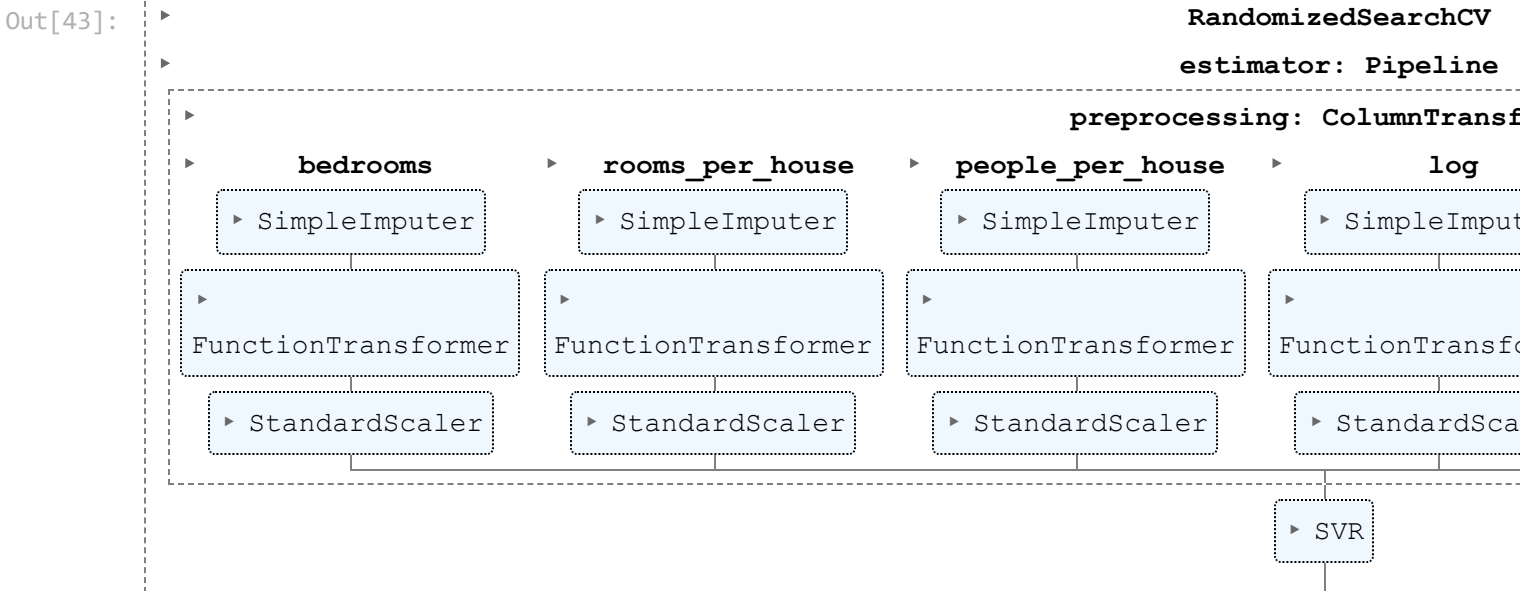 Out[43]:
RandomizedSearchCV
estimator: Pipeline
preprocessing: ColumnTransf
bedrooms rooms_per_house people_per_house log
SimpleImputer SimpleImputer SimpleImputer SimpleImput
FunctionTransformer FunctionTransformer FunctionTransformer FunctionTransfo
StandardScaler StandardScaler StandardScaler StandardSca
SVR